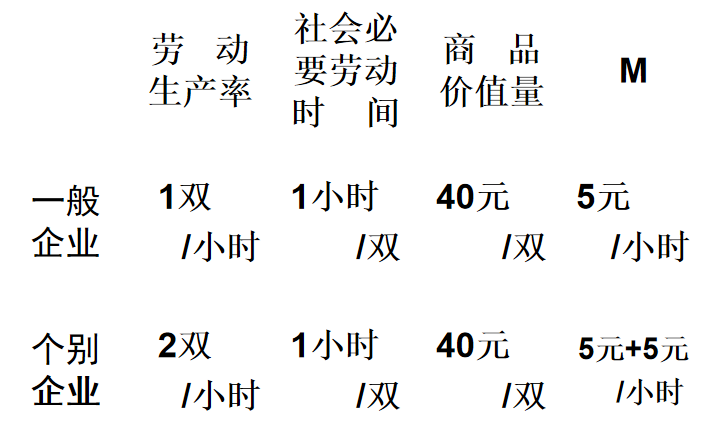 劳 动
生产率
社会必
要劳动
时 间
商 品
价值量
M
一般
企业
1双
/小时
1小时
/双
40元
/双
5元
/小时
个别
企业
2双
/小时
1小时
/双
40元
/双
5元+5元
/小时